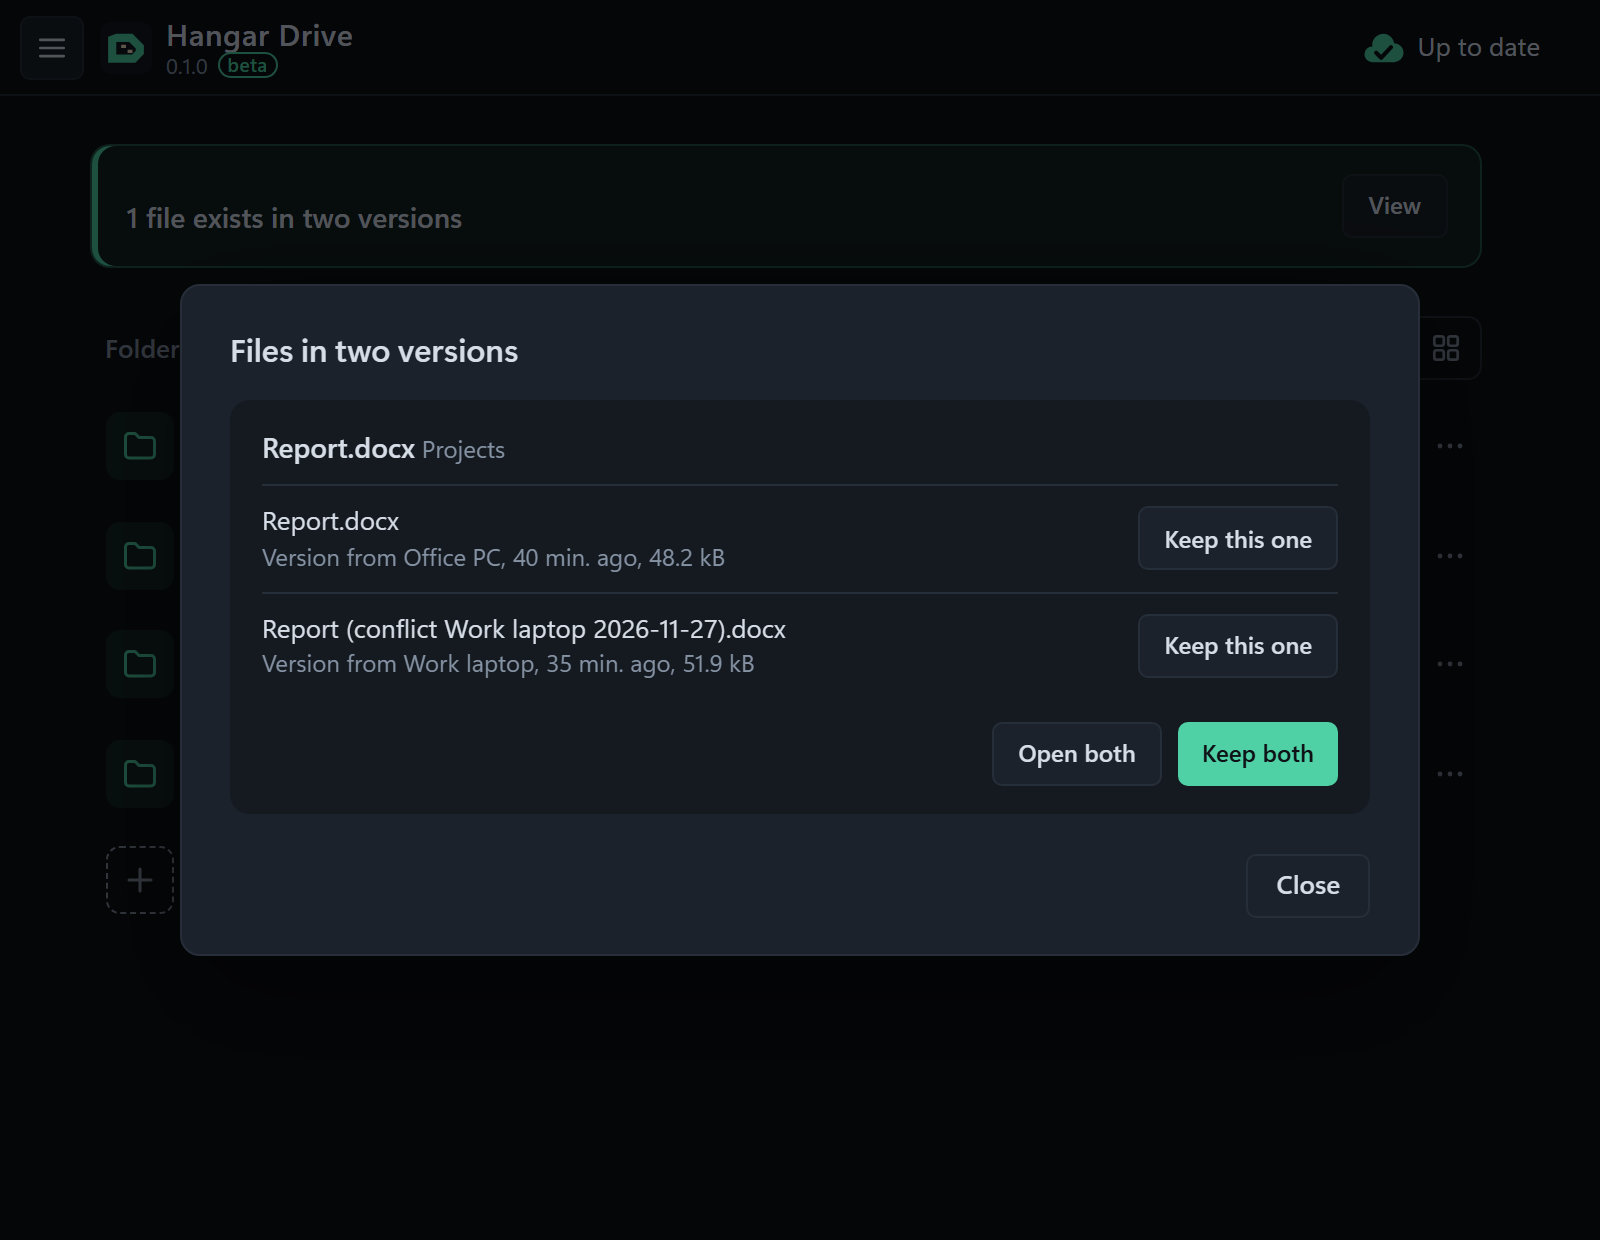 Hangar Drive
0.1.0 beta
Up to date
1 file exists in two versions
View
Folder
Files in two versions
Report.docx Projects
Report.docx
Version from Office PC, 40 min. ago, 48.2 kB
Keep this one
Report (conflict Work laptop 2026-11-27).docx
Version from Work laptop, 35 min. ago, 51.9 kB
Keep this one
Open both
Keep both
Close